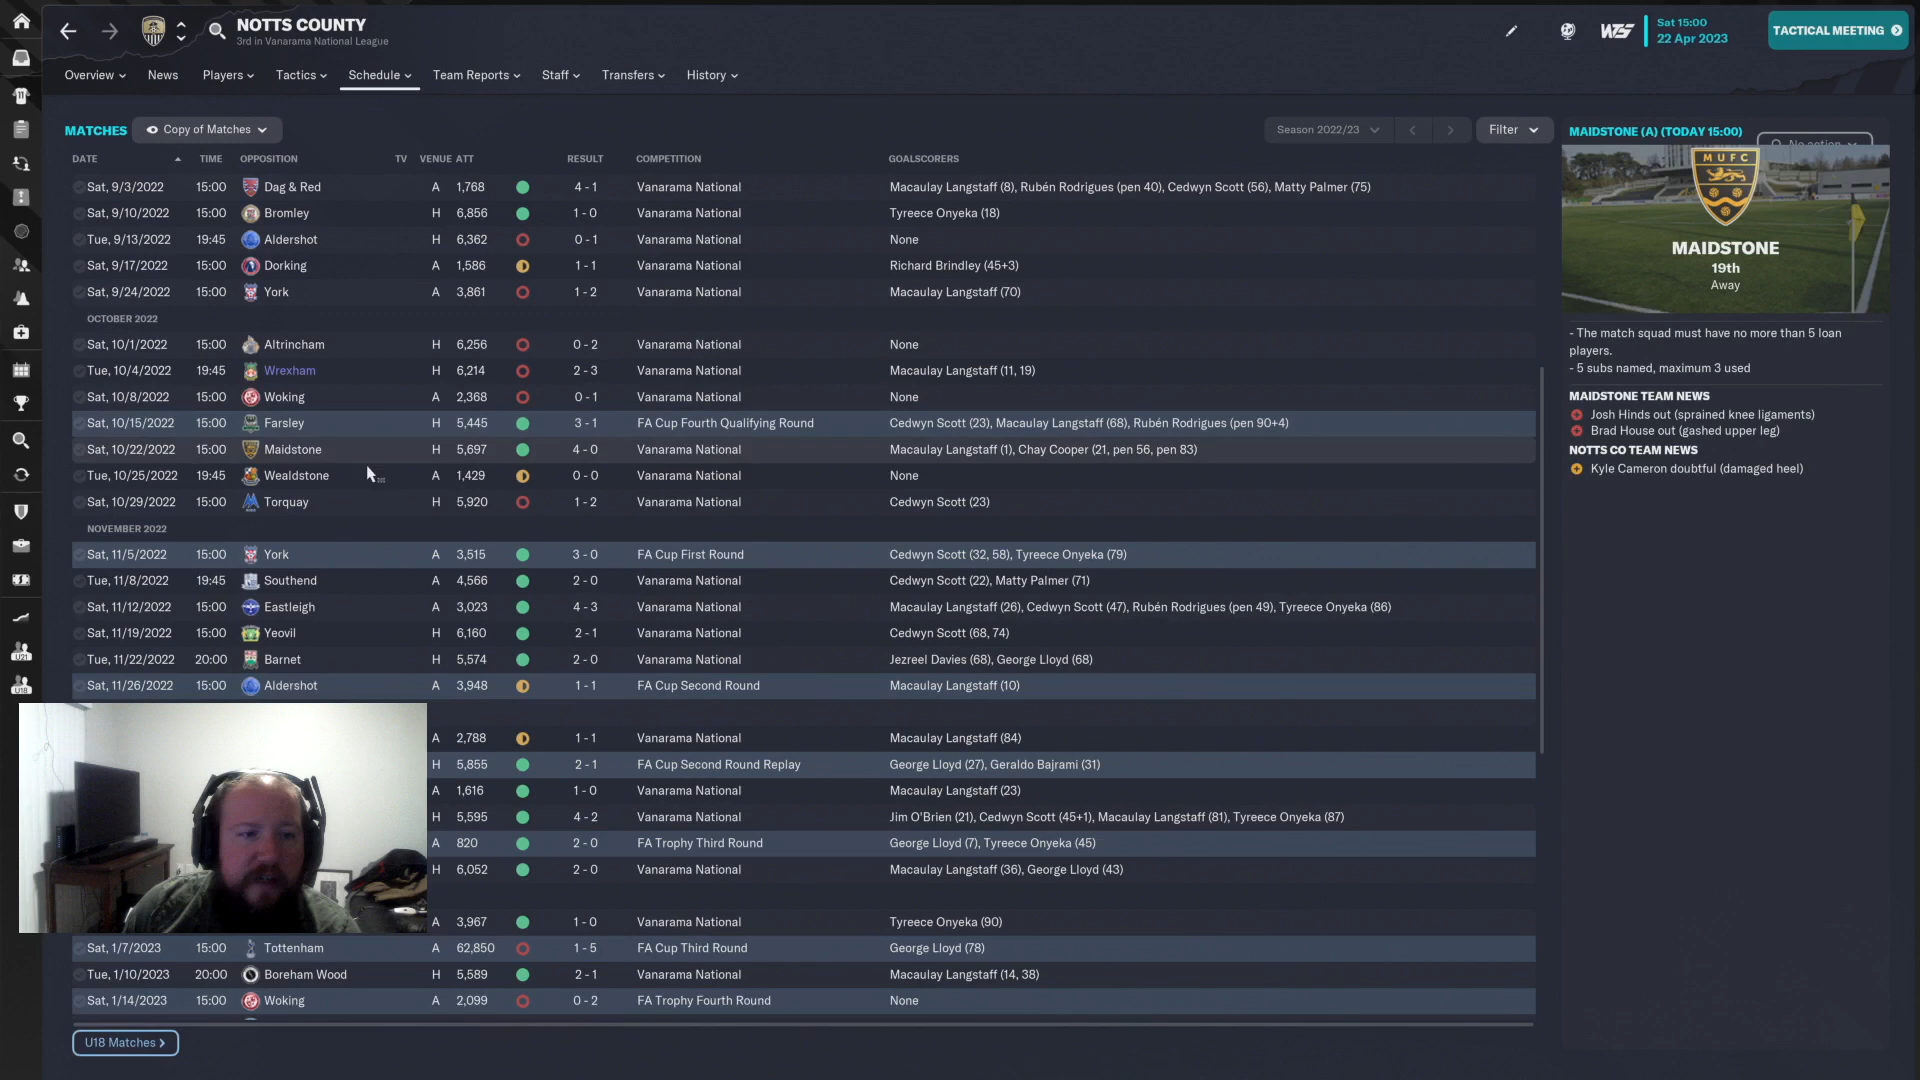 NOTTS COUNTY
3rd in Vanarama National League
Sat 15:00
22 Apr 2023
TACTICAL MEETING
Overview News Players Tactics Schedule Team Reports Staff Transfers History
MATCHES Copy of Matches Season 2022/23 Filter
DATE TIME OPPOSITION TV VENUE ATT RESULT COMPETITION GOALSCORERS
Sat, 9/3/2022 15:00 Dag & Red A 1,768 4 - 1 Vanarama National Macaulay Langstaff (8), Rubén Rodrigues (pen 40), Cedwyn Scott (56), Matty Palmer (75)
Sat, 9/10/2022 15:00 Bromley H 6,856 1 - 0 Vanarama National Tyreece Onyeka (18)
Tue, 9/13/2022 19:45 Aldershot H 6,362 0 - 1 Vanarama National None
Sat, 9/17/2022 15:00 Dorking A 1,586 1 - 1 Vanarama National Richard Brindley (45+3)
Sat, 9/24/2022 15:00 York A 3,861 1 - 2 Vanarama National Macaulay Langstaff (70)
OCTOBER 2022
Sat, 10/1/2022 15:00 Altrincham H 6,256 0 - 2 Vanarama National None
Tue, 10/4/2022 19:45 Wrexham H 6,214 2 - 3 Vanarama National Macaulay Langstaff (11, 19)
Sat, 10/8/2022 15:00 Woking A 2,368 0 - 1 Vanarama National None
Sat, 10/15/2022 15:00 Farsley H 5,445 3 - 1 FA Cup Fourth Qualifying Round Cedwyn Scott (23), Macaulay Langstaff (68), Rubén Rodrigues (pen 90+4)
Sat, 10/22/2022 15:00 Maidstone H 5,697 4 - 0 Vanarama National Macaulay Langstaff (1), Chay Cooper (21, pen 56, pen 83)
Tue, 10/25/2022 19:45 Wealdstone A 1,429 0 - 0 Vanarama National None
Sat, 10/29/2022 15:00 Torquay H 5,920 1 - 2 Vanarama National Cedwyn Scott (23)
NOVEMBER 2022
Sat, 11/5/2022 15:00 York A 3,515 3 - 0 FA Cup First Round Cedwyn Scott (32, 58), Tyreece Onyeka (79)
Tue, 11/8/2022 19:45 Southend A 4,566 2 - 0 Vanarama National Cedwyn Scott (22), Matty Palmer (71)
Sat, 11/12/2022 15:00 Eastleigh A 3,023 4 - 3 Vanarama National Macaulay Langstaff (26), Cedwyn Scott (47), Rubén Rodrigues (pen 49), Tyreece Onyeka (86)
Sat, 11/19/2022 15:00 Yeovil H 6,160 2 - 1 Vanarama National Cedwyn Scott (68, 74)
Tue, 11/22/2022 20:00 Barnet H 5,574 2 - 0 Vanarama National Jezreel Davies (68), George Lloyd (68)
Sat, 11/26/2022 15:00 Aldershot A 3,948 1 - 1 FA Cup Second Round Macaulay Langstaff (10)
A 2,788 1 - 1 Vanarama National Macaulay Langstaff (84)
H 5,855 2 - 1 FA Cup Second Round Replay George Lloyd (27), Geraldo Bajrami (31)
A 1,616 1 - 0 Vanarama National Macaulay Langstaff (23)
H 5,595 4 - 2 Vanarama National Jim O'Brien (21), Cedwyn Scott (45+1), Macaulay Langstaff (81), Tyreece Onyeka (87)
A 820 2 - 0 FA Trophy Third Round George Lloyd (7), Tyreece Onyeka (45)
H 6,052 2 - 0 Vanarama National Macaulay Langstaff (36), George Lloyd (43)
A 3,967 1 - 0 Vanarama National Tyreece Onyeka (90)
Sat, 1/7/2023 15:00 Tottenham A 62,850 1 - 5 FA Cup Third Round George Lloyd (78)
Tue, 1/10/2023 20:00 Boreham Wood H 5,589 2 - 1 Vanarama National Macaulay Langstaff (14, 38)
Sat, 1/14/2023 15:00 Woking A 2,099 0 - 2 FA Trophy Fourth Round None
U18 Matches
MAIDSTONE (A) (TODAY 15:00)
No action
MUFC
MAIDSTONE
19th
Away
- The match squad must have no more than 5 loan
players.
- 5 subs named, maximum 3 used
MAIDSTONE TEAM NEWS
Josh Hinds out (sprained knee ligaments)
Brad House out (gashed upper leg)
NOTTS CO TEAM NEWS
Kyle Cameron doubtful (damaged heel)
U21
U18